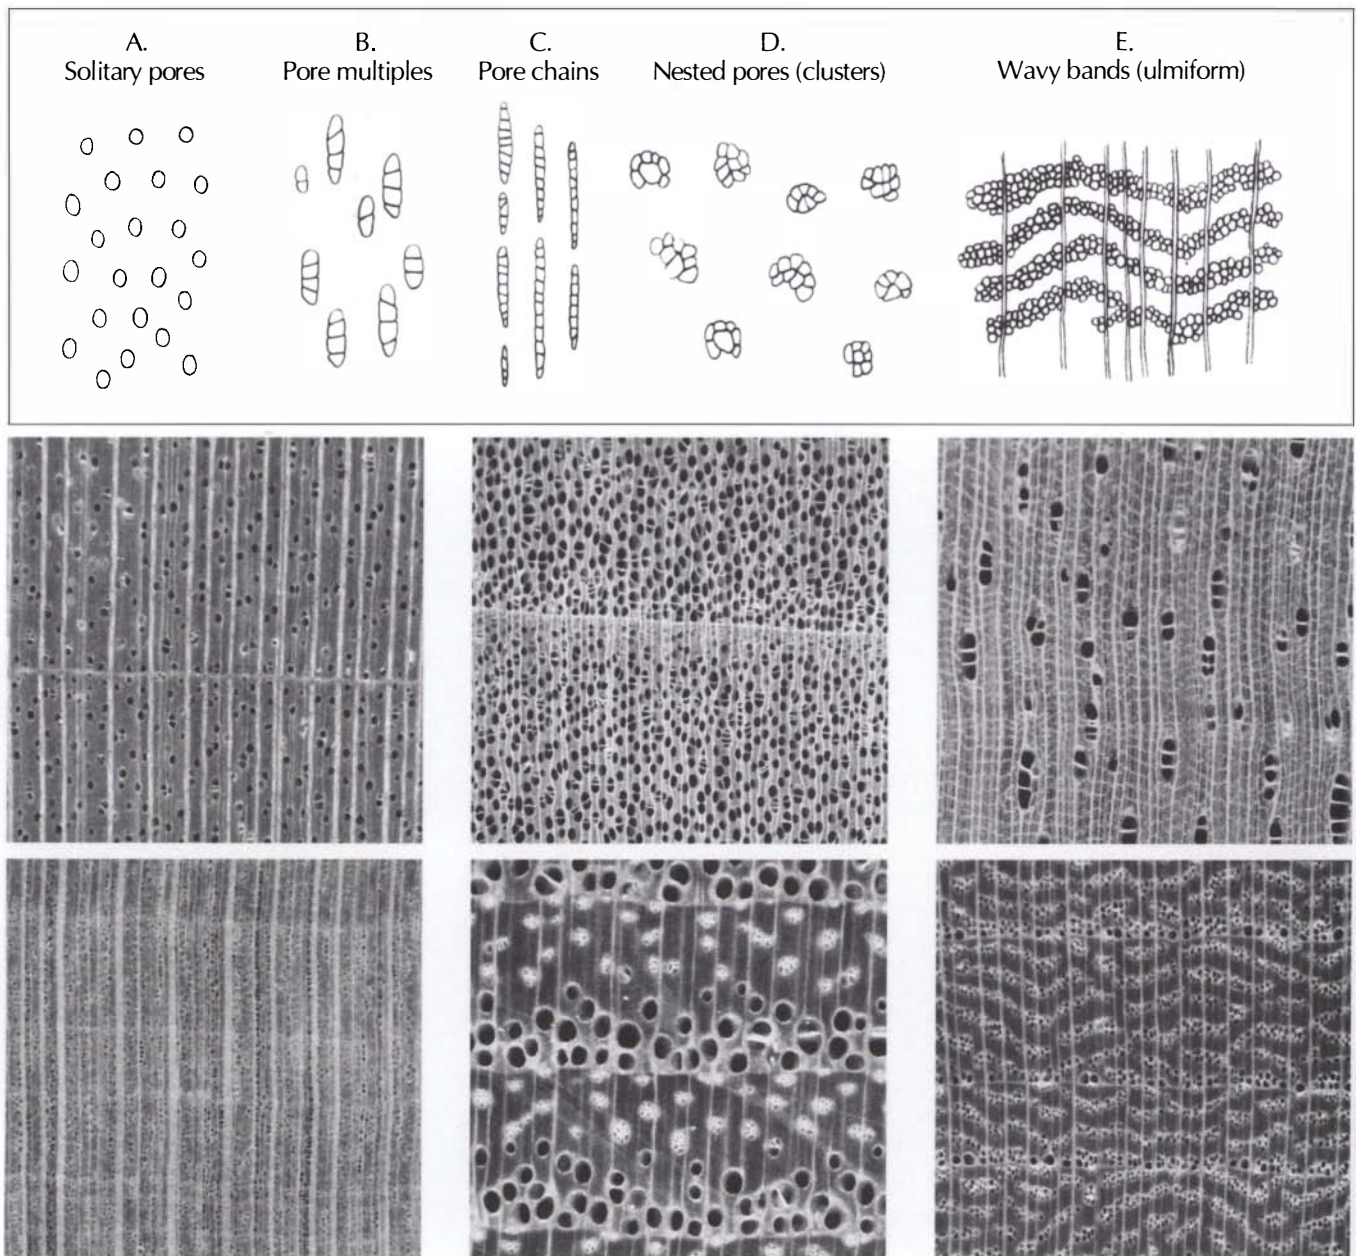 A.
Solitary pores
B.
Pore multiples
C.
Pore chains
D.
Nested pores (clusters)
E.
Wavy bands (ulmiform)